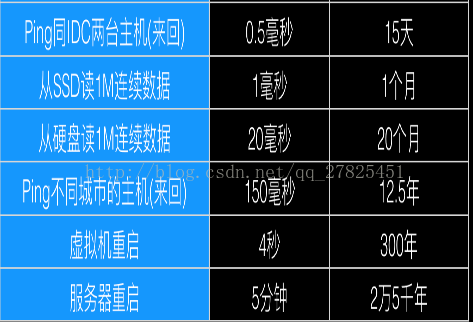 Ping同IDC两台主机(来回) 0.5毫秒 15天
从SSD读1M连续数据 1毫秒 1个月
从硬盘读1M连续数据 20毫秒 20个月
http://blog.csdn.net/qq_27825451
Ping不同城市的主机(来回) 150毫秒 12.5年
虚拟机重启 4秒 300年
服务器重启 5分钟 2万5千年